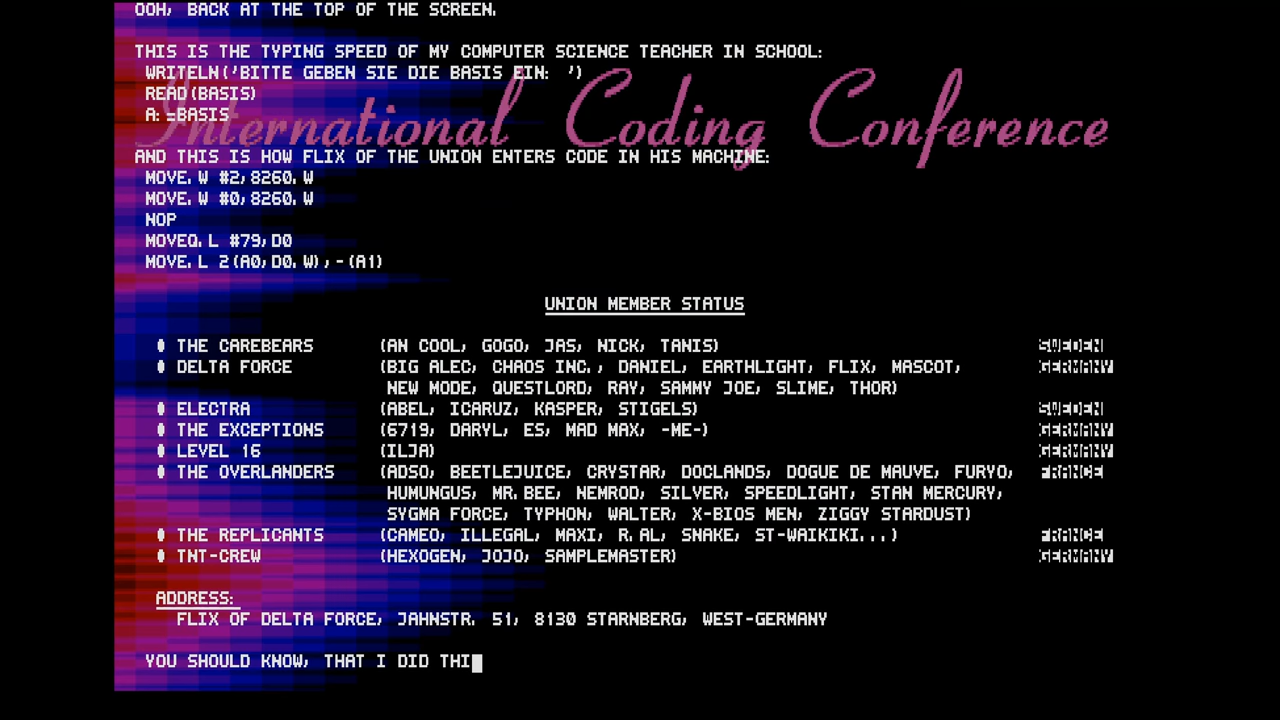 OOH, BACK AT THE TOP OF THE SCREEN.
THIS IS THE TYPING SPEED OF MY COMPUTER SCIENCE TEACHER IN SCHOOL:
WRITELN('BITTE GEBEN SIE DIE BASIS EIN: ')
READ(BASIS)
A:=BASIS
International Coding Conference
AND THIS IS HOW FLIX OF THE UNION ENTERS CODE IN HIS MACHINE:
MOVE.W #2,8260.W
MOVE.W #0,8260.W
NOP
MOVEQ.L #79,D0
MOVE.L 2(A0,D0.W),-(A1)
UNION MEMBER STATUS
THE CAREBEARS (AN COOL, GOGO, JAS, NICK, TANIS) SWEDEN
DELTA FORCE (BIG ALEC, CHAOS INC., DANIEL, EARTHLIGHT, FLIX, MASCOT, GERMANY
NEW MODE, QUESTLORD, RAY, SAMMY JOE, SLIME, THOR)
ELECTRA (ABEL, ICARUZ, KASPER, STIGELS) SWEDEN
THE EXCEPTIONS (6719, DARYL, ES, MAD MAX, -ME-) GERMANY
LEVEL 16 (ILJA) GERMANY
THE OVERLANDERS (ADSO, BEETLEJUICE, CRYSTAR, DOCLANDS, DOGUE DE MAUVE, FURYO, FRANCE
HUMUNGUS, MR.BEE, NEMROD, SILVER, SPEEDLIGHT, STAN MERCURY,
SYGMA FORCE, TYPHON, WALTER, X-BIOS MEN, ZIGGY STARDUST)
THE REPLICANTS (CAMEO, ILLEGAL, MAXI, R.AL, SNAKE, ST-WAIKIKI...) FRANCE
TNT-CREW (HEXOGEN, JOJO, SAMPLEMASTER) GERMANY
ADDRESS:
FLIX OF DELTA FORCE, JAHNSTR. 51, 8130 STARNBERG, WEST-GERMANY
YOU SHOULD KNOW, THAT I DID THI